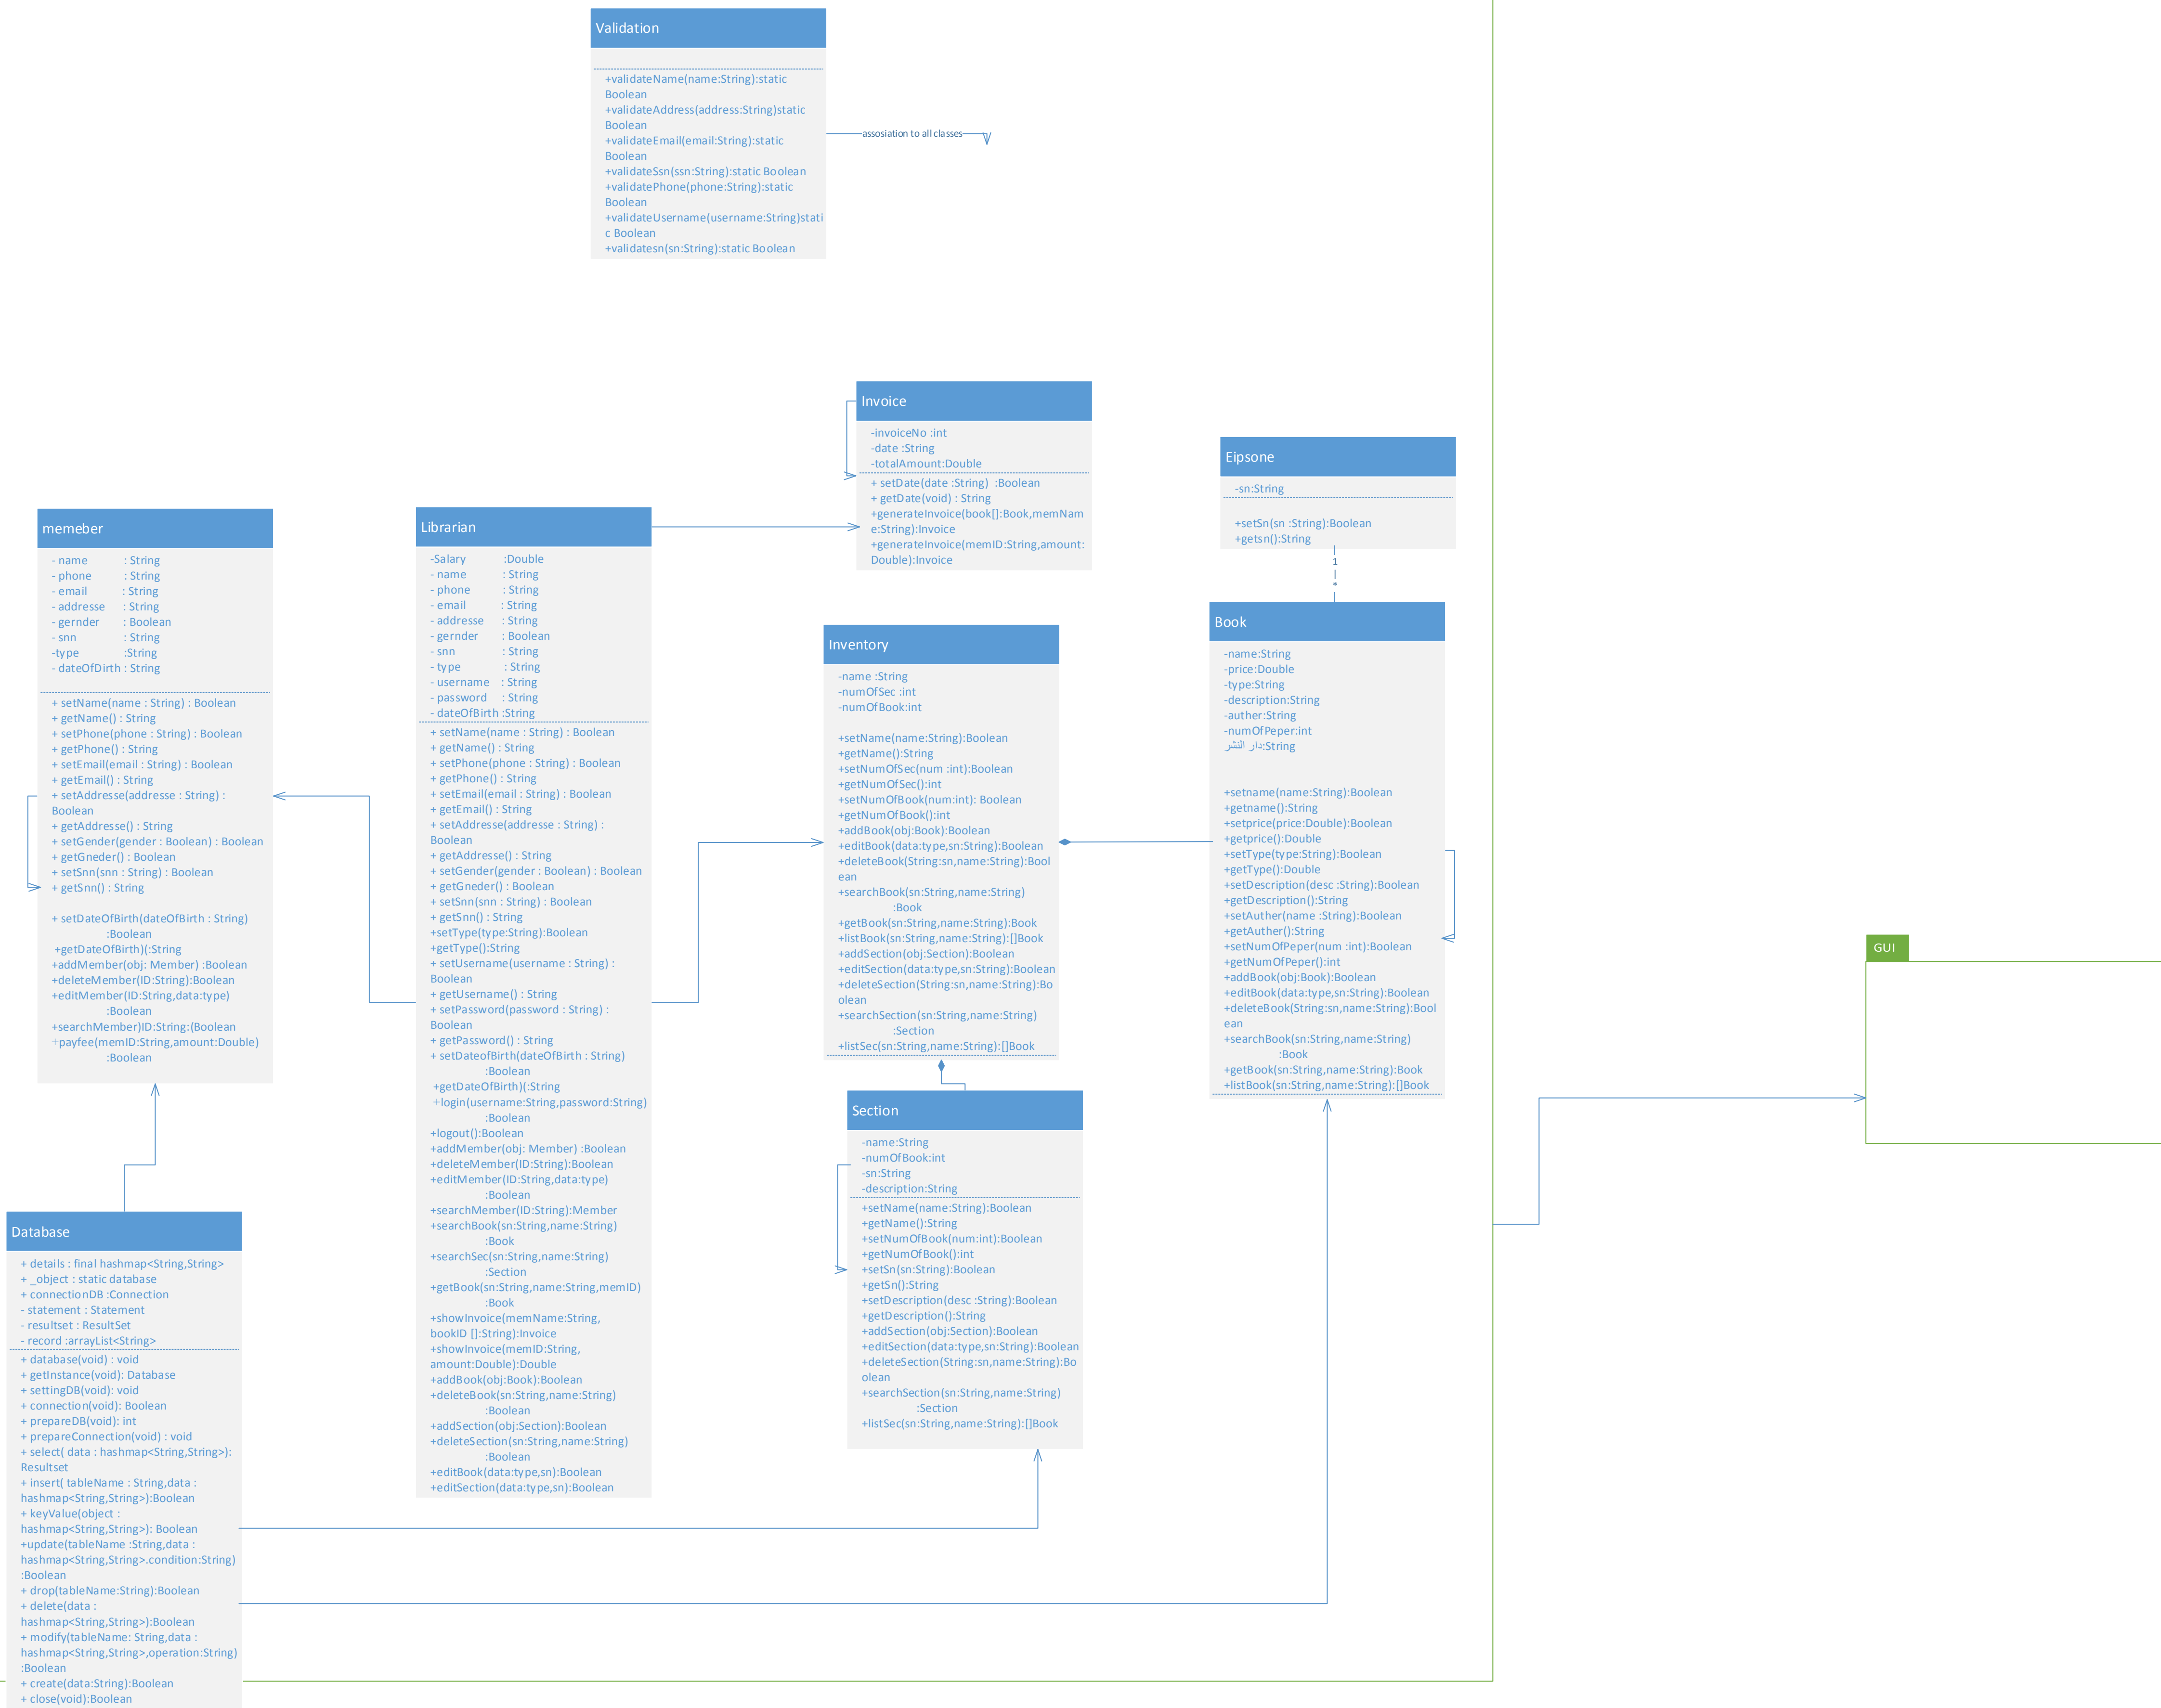 Validation
+validateName(name:String):static
Boolean
+validateAddress(address:String)static
Boolean
+validateEmail(email:String):static
Boolean
+validateSsn(ssn:String):static Boolean
+validatePhone(phone:String):static
Boolean
+validateUsername(username:String)stati
c Boolean
+validatesn(sn:String):static Boolean
assosiation to all classes
Invoice
-invoiceNo :int
-date :String
-totalAmount:Double
+ setDate(date :String) :Boolean
+ getDate(void) : String
+generateInvoice(book[]:Book,memNam
e:String):Invoice
+generateInvoice(memID:String,amount:
Double):Invoice
Eipsone
-sn:String
+setSn(sn :String):Boolean
+getsn():String
1
*
memeber
- name : String
- phone : String
- email : String
- addresse : String
- gernder : Boolean
- snn : String
-type :String
- dateOfDirth : String
+ setName(name : String) : Boolean
+ getName() : String
+ setPhone(phone : String) : Boolean
+ getPhone() : String
+ setEmail(email : String) : Boolean
+ getEmail() : String
+ setAddresse(addresse : String) :
Boolean
+ getAddresse() : String
+ setGender(gender : Boolean) : Boolean
+ getGneder() : Boolean
+ setSnn(snn : String) : Boolean
+ getSnn() : String
+ setDateOfBirth(dateOfBirth : String)
:Boolean
+getDateOfBirth)(:String
+addMember(obj: Member) :Boolean
+deleteMember(ID:String):Boolean
+editMember(ID:String,data:type)
:Boolean
+searchMember)ID:String:(Boolean
+payfee(memID:String,amount:Double)
:Boolean
Librarian
-Salary :Double
- name : String
- phone : String
- email : String
- addresse : String
- gernder : Boolean
- snn : String
- type : String
- username : String
- password : String
- dateOfBirth :String
+ setName(name : String) : Boolean
+ getName() : String
+ setPhone(phone : String) : Boolean
+ getPhone() : String
+ setEmail(email : String) : Boolean
+ getEmail() : String
+ setAddresse(addresse : String) :
Boolean
+ getAddresse() : String
+ setGender(gender : Boolean) : Boolean
+ getGneder() : Boolean
+ setSnn(snn : String) : Boolean
+ getSnn() : String
+setType(type:String):Boolean
+getType():String
+ setUsername(username : String) :
Boolean
+ getUsername() : String
+ setPassword(password : String) :
Boolean
+ getPassword() : String
+ setDateofBirth(dateOfBirth : String)
:Boolean
+getDateOfBirth)(:String
+login(username:String,password:String)
:Boolean
+logout():Boolean
+addMember(obj: Member) :Boolean
+deleteMember(ID:String):Boolean
+editMember(ID:String,data:type)
:Boolean
+searchMember(ID:String):Member
+searchBook(sn:String,name:String)
:Book
+searchSec(sn:String,name:String)
:Section
+getBook(sn:String,name:String,memID)
:Book
+showInvoice(memName:String,
bookID []:String):Invoice
+showInvoice(memID:String,
amount:Double):Double
+addBook(obj:Book):Boolean
+deleteBook(sn:String,name:String)
:Boolean
+addSection(obj:Section):Boolean
+deleteSection(sn:String,name:String)
:Boolean
+editBook(data:type,sn):Boolean
+editSection(data:type,sn):Boolean
Inventory
-name :String
-numOfSec :int
-numOfBook:int
+setName(name:String):Boolean
+getName():String
+setNumOfSec(num :int):Boolean
+getNumOfSec():int
+setNumOfBook(num:int): Boolean
+getNumOfBook():int
+addBook(obj:Book):Boolean
+editBook(data:type,sn:String):Boolean
+deleteBook(String:sn,name:String):Bool
ean
+searchBook(sn:String,name:String)
:Book
+getBook(sn:String,name:String):Book
+listBook(sn:String,name:String):[]Book
+addSection(obj:Section):Boolean
+editSection(data:type,sn:String):Boolean
+deleteSection(String:sn,name:String):Bo
olean
+searchSection(sn:String,name:String)
:Section
+listSec(sn:String,name:String):[]Book
Book
-name:String
-price:Double
-type:String
-description:String
-auther:String
-numOfPeper:int
دار النشر:String
+setname(name:String):Boolean
+getname():String
+setprice(price:Double):Boolean
+getprice():Double
+setType(type:String):Boolean
+getType():Double
+setDescription(desc :String):Boolean
+getDescription():String
+setAuther(name :String):Boolean
+getAuther():String
+setNumOfPeper(num :int):Boolean
+getNumOfPeper():int
+addBook(obj:Book):Boolean
+editBook(data:type,sn:String):Boolean
+deleteBook(String:sn,name:String):Bool
ean
+searchBook(sn:String,name:String)
:Book
+getBook(sn:String,name:String):Book
+listBook(sn:String,name:String):[]Book
GUI
Section
-name:String
-numOfBook:int
-sn:String
-description:String
+setName(name:String):Boolean
+getName():String
+setNumOfBook(num:int):Boolean
+getNumOfBook():int
+setSn(sn:String):Boolean
+getSn():String
+setDescription(desc :String):Boolean
+getDescription():String
+addSection(obj:Section):Boolean
+editSection(data:type,sn:String):Boolean
+deleteSection(String:sn,name:String):Bo
olean
+searchSection(sn:String,name:String)
:Section
+listSec(sn:String,name:String):[]Book
Database
+ details : final hashmap<String,String>
+ _object : static database
+ connectionDB :Connection
- statement : Statement
- resultset : ResultSet
- record :arrayList<String>
+ database(void) : void
+ getInstance(void): Database
+ settingDB(void): void
+ connection(void): Boolean
+ prepareDB(void): int
+ prepareConnection(void) : void
+ select( data : hashmap<String,String>):
Resultset
+ insert( tableName : String,data :
hashmap<String,String>):Boolean
+ keyValue(object :
hashmap<String,String>): Boolean
+update(tableName :String,data :
hashmap<String,String>.condition:String)
:Boolean
+ drop(tableName:String):Boolean
+ delete(data :
hashmap<String,String>):Boolean
+ modify(tableName: String,data :
hashmap<String,String>,operation:String)
:Boolean
+ create(data:String):Boolean
+ close(void):Boolean